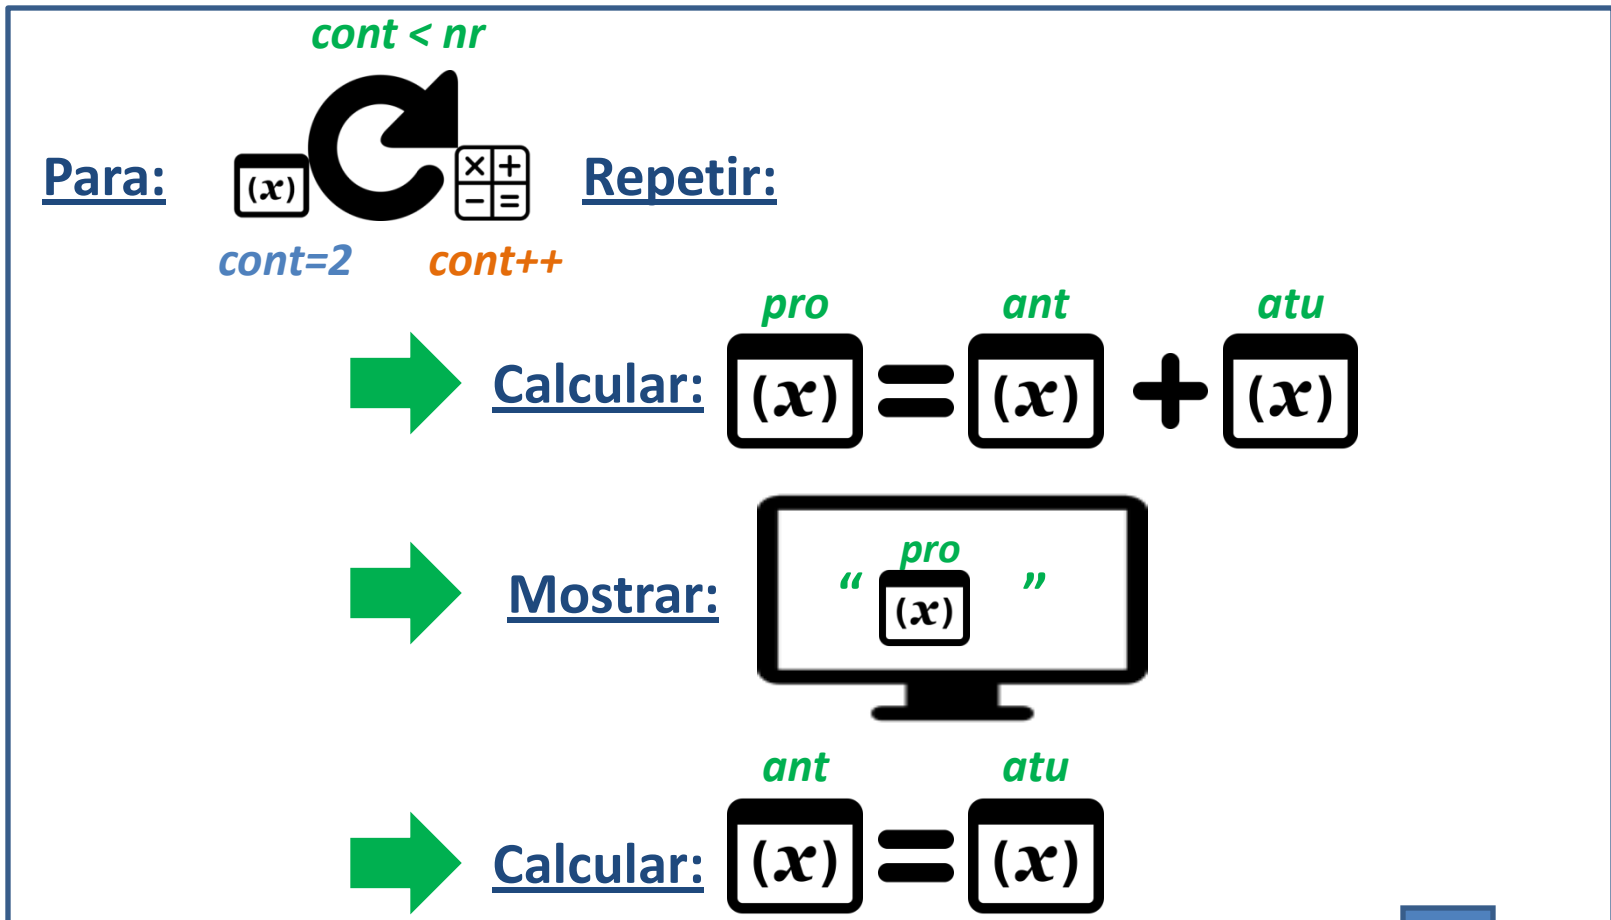 cont < nr
Para: (x) Repetir:
cont=2 cont++
pro ant atu
Calcular: (x) = (x) + (x)
Mostrar: “ pro (x) ”
ant atu
Calcular: (x) = (x)